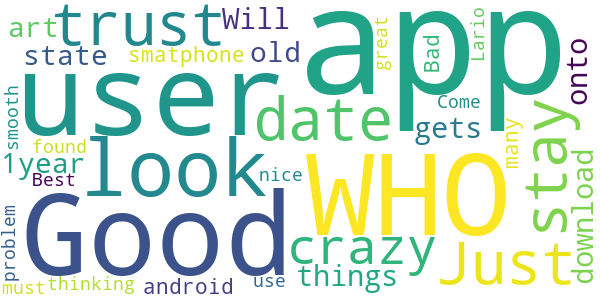 art trust Will app great Bad Lario onto
state smatphone old
user date Come gets many stay download
smooth found 1year Best look nice
WHO
problem Good crazy Just
must thinking android use things